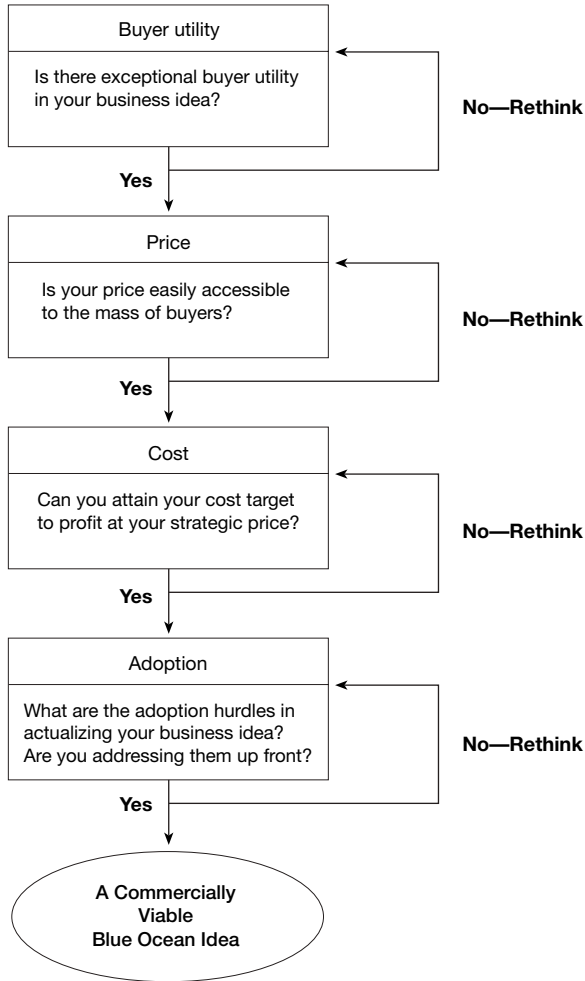 Buyer utility
Is there exceptional buyer utility
in your business idea?
No—Rethink
Yes
Price
Is your price easily accessible
to the mass of buyers?
No—Rethink
Yes
Cost
Can you attain your cost target
to profit at your strategic price?
No—Rethink
Yes
Adoption
What are the adoption hurdles in
actualizing your business idea?
Are you addressing them up front?
No—Rethink
Yes
A Commercially
Viable
Blue Ocean Idea